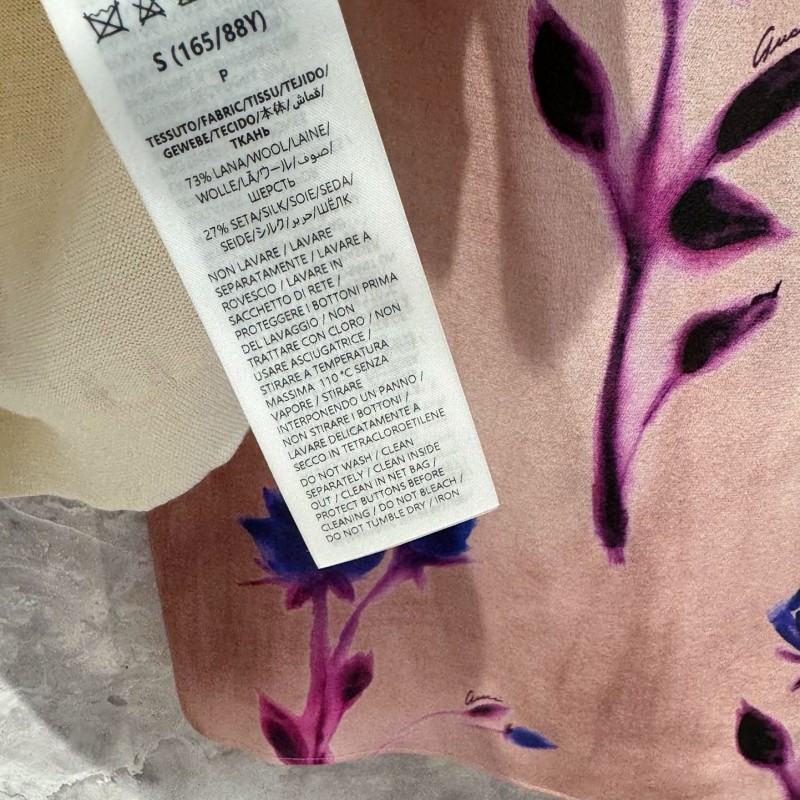 S (165/88Y)
P
TESSUTO/FABRIC/TISSU/TEJIDO/
GEWEBE/TECIDO/本体/قماش/
ТКАНЬ
73% LANA/WOOL/LAINE/
WOLLE/LÃ/ウール/صوف/
ШЕРСТЬ
27% SETA/SILK/SOIE/SEDA/
SEIDE/シルク/حرير/ШЁЛК
NON LAVARE / LAVARE
SEPARATAMENTE / LAVARE A
ROVESCIO / LAVARE IN
SACCHETTO DI RETE /
PROTEGGERE I BOTTONI PRIMA
DEL LAVAGGIO / NON
TRATTARE CON CLORO / NON
USARE ASCIUGATRICE /
STIRARE A TEMPERATURA
MASSIMA 110 °C SENZA
VAPORE / STIRARE
INTERPONENDO UN PANNO /
NON STIRARE I BOTTONI /
LAVARE DELICATAMENTE A
SECCO IN TETRACLOROETILENE
DO NOT WASH / CLEAN
SEPARATELY / CLEAN INSIDE
OUT / CLEAN IN NET BAG /
PROTECT BUTTONS BEFORE
CLEANING / DO NOT BLEACH /
DO NOT TUMBLE DRY / IRON